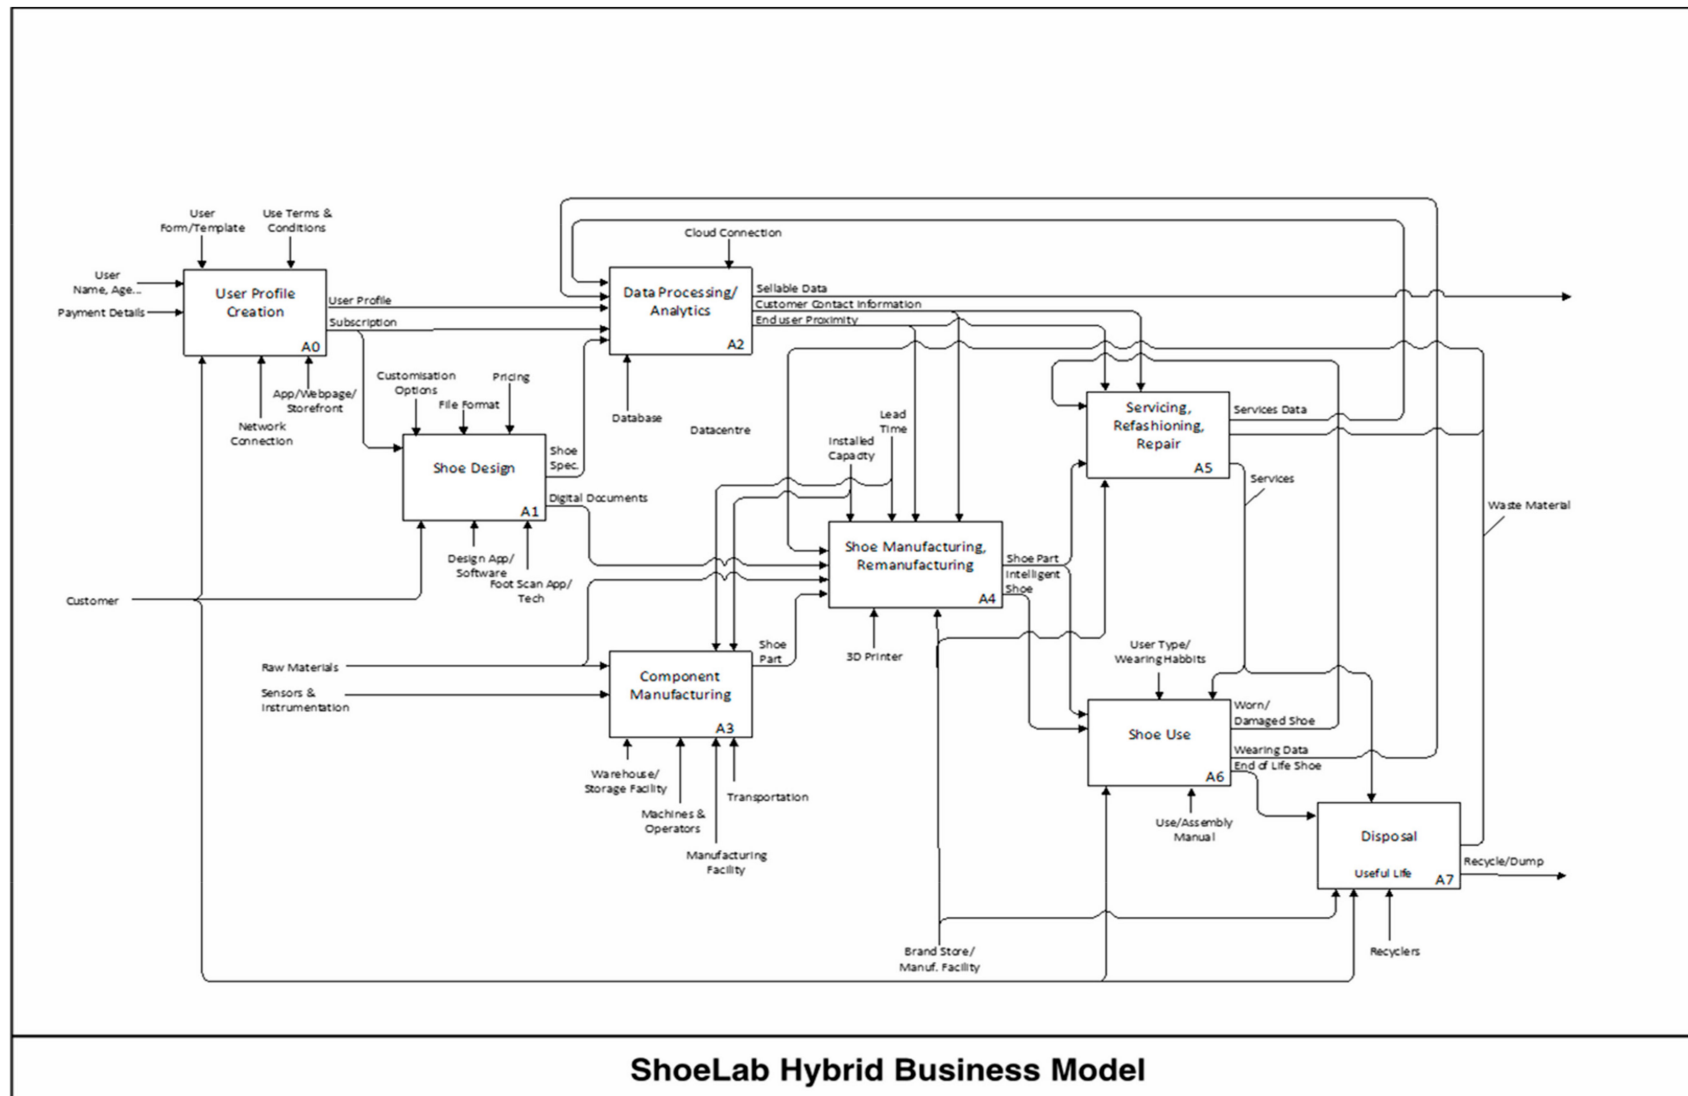 User
Form/Template
Use Terms &
Conditions
Cloud Connection
User
Name, Age...
Payment Details
User Profile
Creation
A0
User Profile
Subscription
Data Processing/
Analytics
A2
Sellable Data
Customer Contact Information
End user Proximity
App/Webpage/
Storefront
Network
Connection
Customisation
Options
File Format
Pricing
Database
Datacentre
Lead
Time
Installed
Capacty
Shoe Design
A1
Shoe
Spec.
Digital Documents
Servicing,
Refashioning,
Repair
A5
Services Data
Services
Waste Material
Design App/
Software
Foot Scan App/
Tech
Shoe Manufacturing,
Remanufacturing
A4
Shoe Part
Intelligent
Shoe
Customer
3D Printer
User Type/
Wearing Habbits
Raw Materials
Sensors &
Instrumentation
Component
Manufacturing
A3
Shoe
Part
Shoe Use
A6
Worn/
Damaged Shoe
Wearing Data
End of Life Shoe
Warehouse/
Storage Facility
Machines &
Operators
Transportation
Manufacturing
Facility
Use/Assembly
Manual
Disposal
Useful Life
A7
Recycle/Dump
Brand Store/
Manuf. Facility
Recyclers
ShoeLab Hybrid Business Model